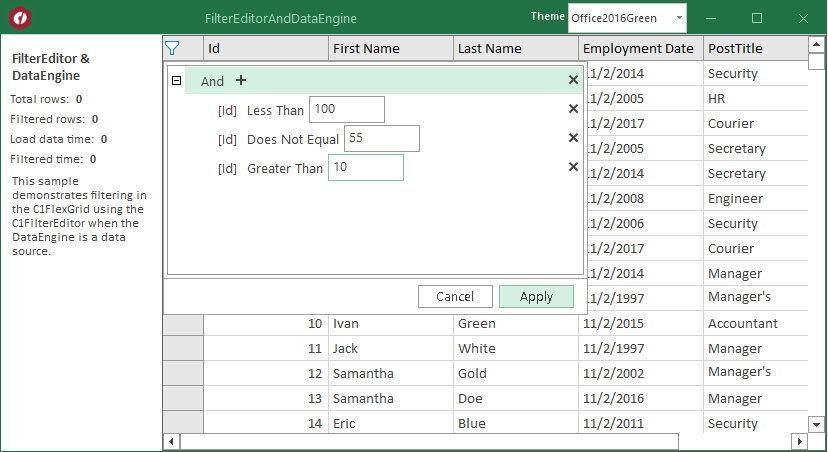 FilterEditorAndDataEngine
Theme Office2016Green
FilterEditor &
DataEngine
Total rows: 0
Filtered rows: 0
Load data time: 0
Filtered time: 0
This sample
demonstrates filtering in
the C1FlexGrid using the
C1FilterEditor when the
DataEngine is a data
source.
Id First Name Last Name Employment Date PostTitle
And
[Id] Less Than 100
[Id] Does Not Equal 55
[Id] Greater Than 10
Cancel Apply
11/2/2014 Security
11/2/2005 HR
11/2/2017 Courier
11/2/2005 Secretary
11/2/2014 Secretary
11/2/2008 Engineer
11/2/2006 Security
11/2/2017 Courier
11/2/2014 Manager
11/2/1997 Manager's
10 Ivan Green 11/2/2015 Accountant
11 Jack White 11/2/1997 Manager
12 Samantha Gold 11/2/2002 Manager's
13 Samantha Doe 11/2/2016 Manager
14 Eric Blue 11/2/2011 Security